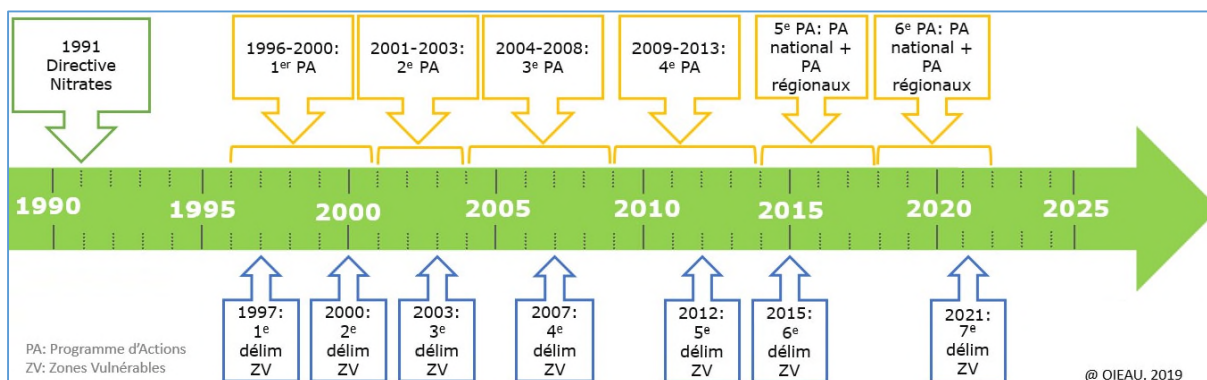 1991
Directive
Nitrates
1996-2000:
1er PA
2001-2003:
2e PA
2004-2008:
3e PA
2009-2013:
4e PA
5e PA: PA
national +
PA
régionaux
6e PA: PA
national +
PA
régionaux
1990
1995
2000
2005
2010
2015
2020
2025
1997:
1e
délim
ZV
2000:
2e
délim
ZV
2003:
3e
délim
ZV
2007:
4e
délim
ZV
2012:
5e
délim
ZV
2015:
6e
délim
ZV
2021:
7e
délim
ZV
PA: Programme d'Actions
ZV: Zones Vulnérables
@ OIEAU, 2019